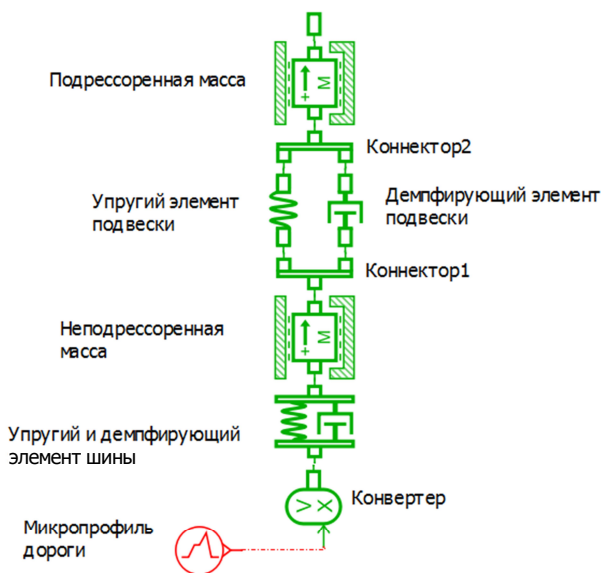 Подрессоренная масса
+
M
Коннектор2
Упругий элемент
подвески
Демпфирующий элемент
подвески
Коннектор1
+
M
Неподрессоренная
масса
Упругий и демпфирующий
элемент шины
V X
Конвертер
Микропрофиль
дороги